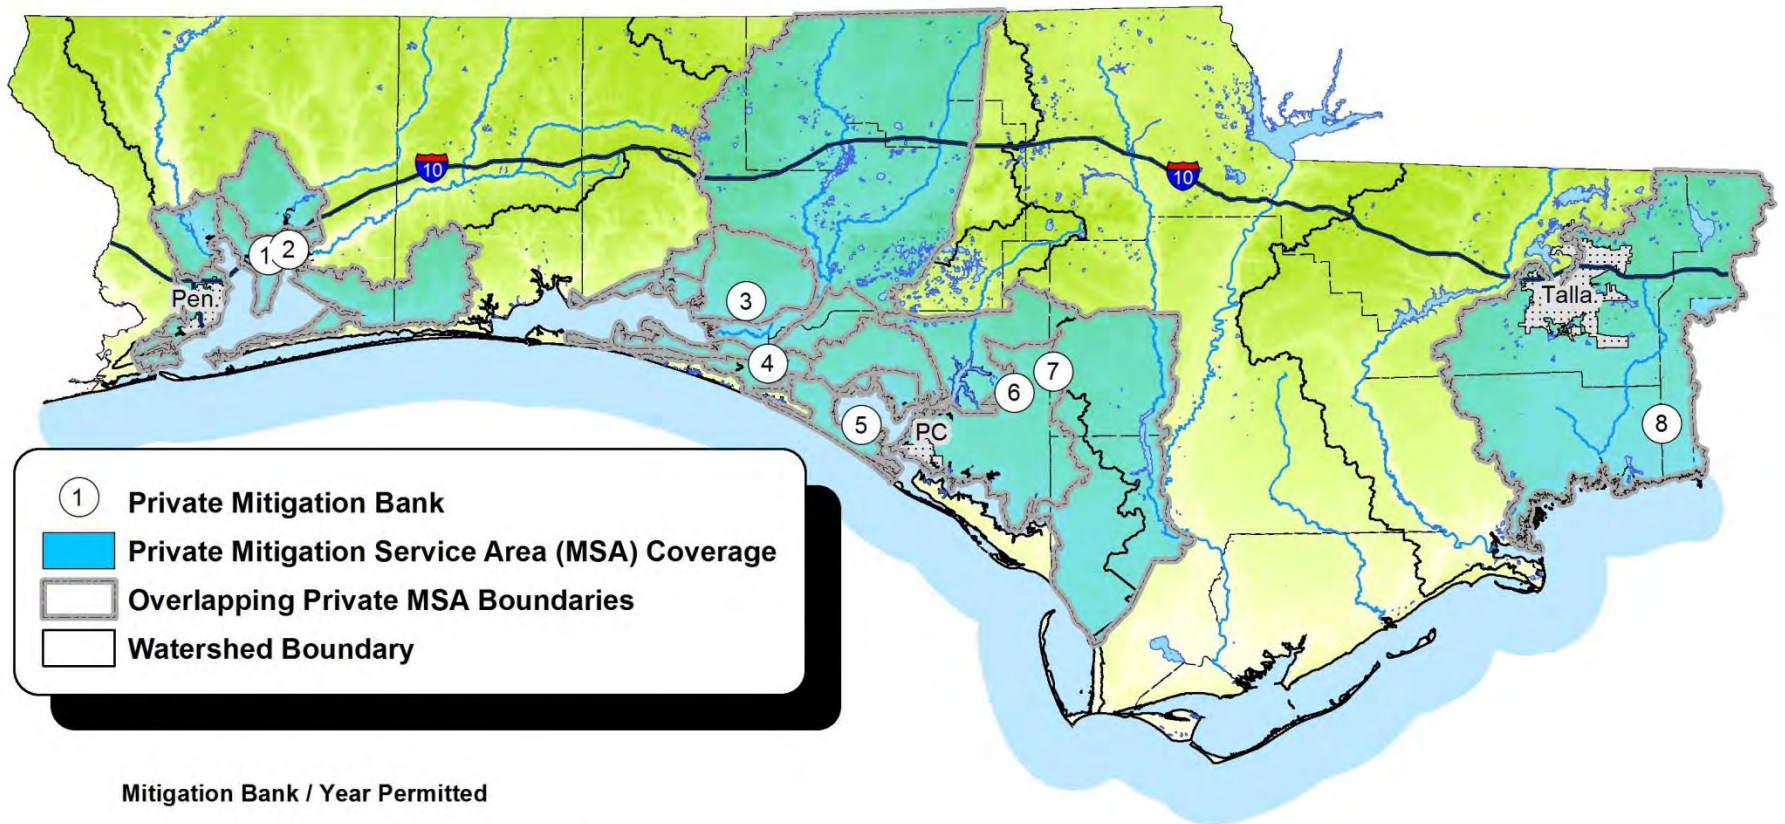 10
10
1
2
Pen.
3
Talla.
4
7
6
5
PC
8
1 Private Mitigation Bank
Private Mitigation Service Area (MSA) Coverage
Overlapping Private MSA Boundaries
Watershed Boundary
Mitigation Bank / Year Permitted